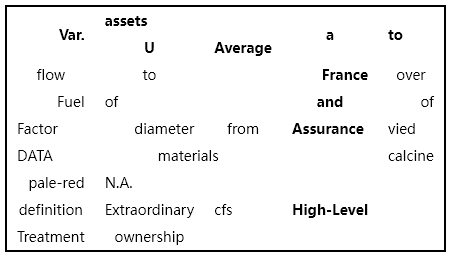 Var. assets U Average a to
flow to France over
Fuel of and of
Factor diameter from Assurance vied
DATA materials calcine
pale-red N.A.
definition Extraordinary cfs High-Level
Treatment ownership